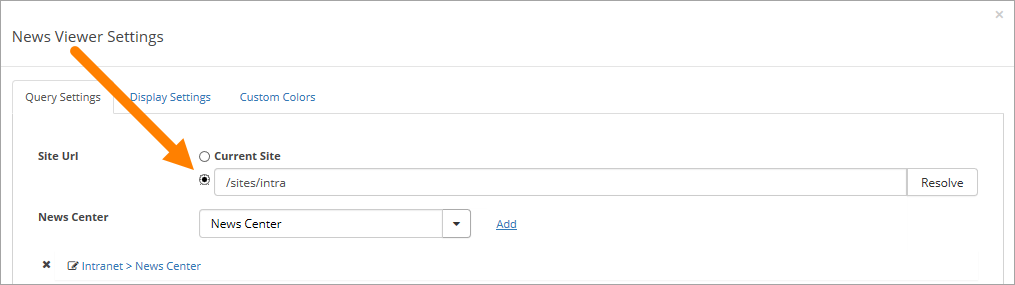 ×
News Viewer Settings
Query Settings Display Settings Custom Colors
Site Url Current Site
/sites/intra Resolve
News Center News Center Add
Intranet > News Center